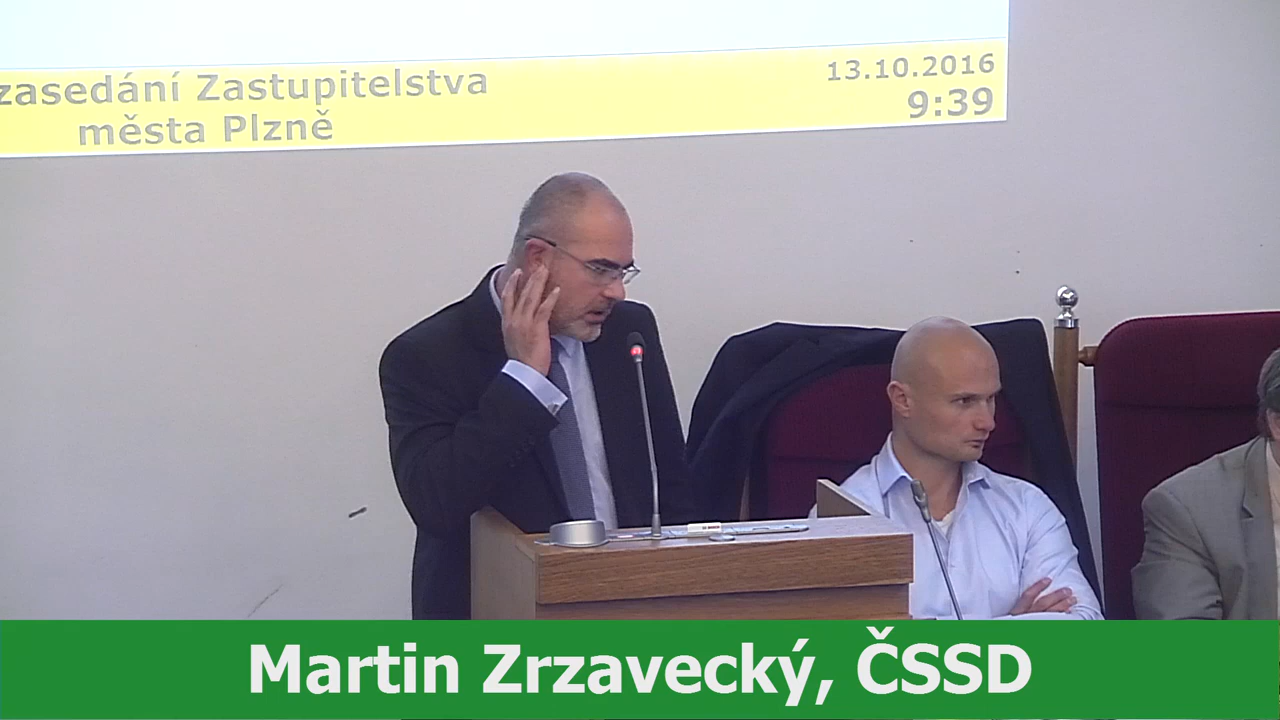 zasedání Zastupitelstva
města Plzně
13.10.2016
9:39
Martin Zrzavecký, ČSSD